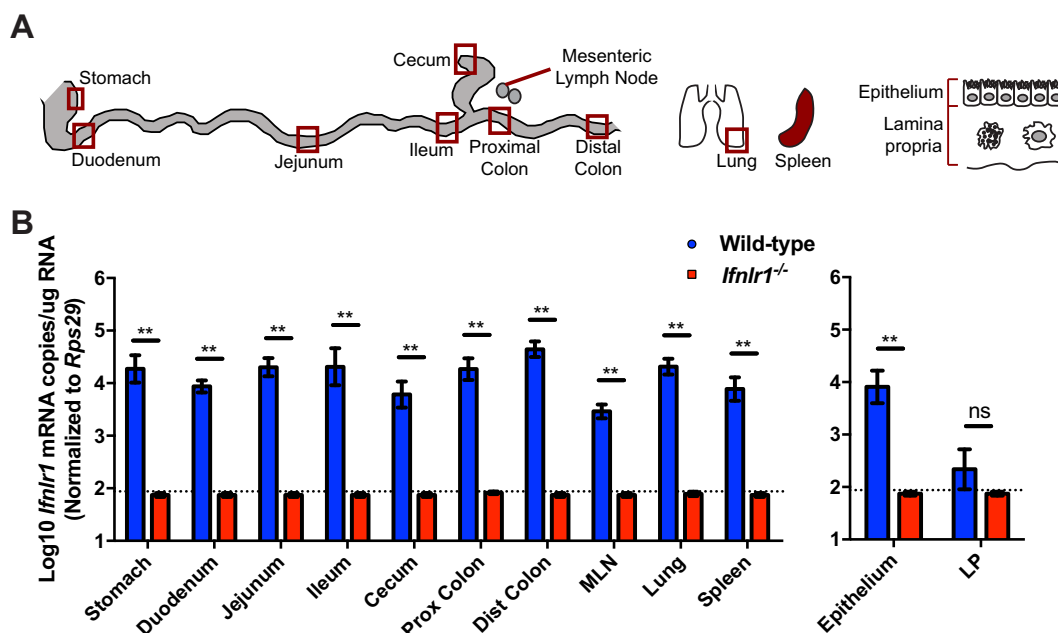 A
Stomach
Duodenum
Jejunum
Ileum
Cecum
Mesenteric
Lymph Node
Proximal
Colon
Distal
Colon
Lung
Spleen
Epithelium
Lamina
propria
B
Wild-type
Ifnlr1-/-
Log10 Ifnlr1 mRNA copies/ug RNA
(Normalized to Rps29)
6
5
4
3
2
1
** ** ** ** ** ** ** ** ** **
Stomach
Duodenum
Jejunum
Ileum
Cecum
Prox Colon
Dist Colon
MLN
Lung
Spleen
6
5
4
3
2
1
** ns
Epithelium
LP